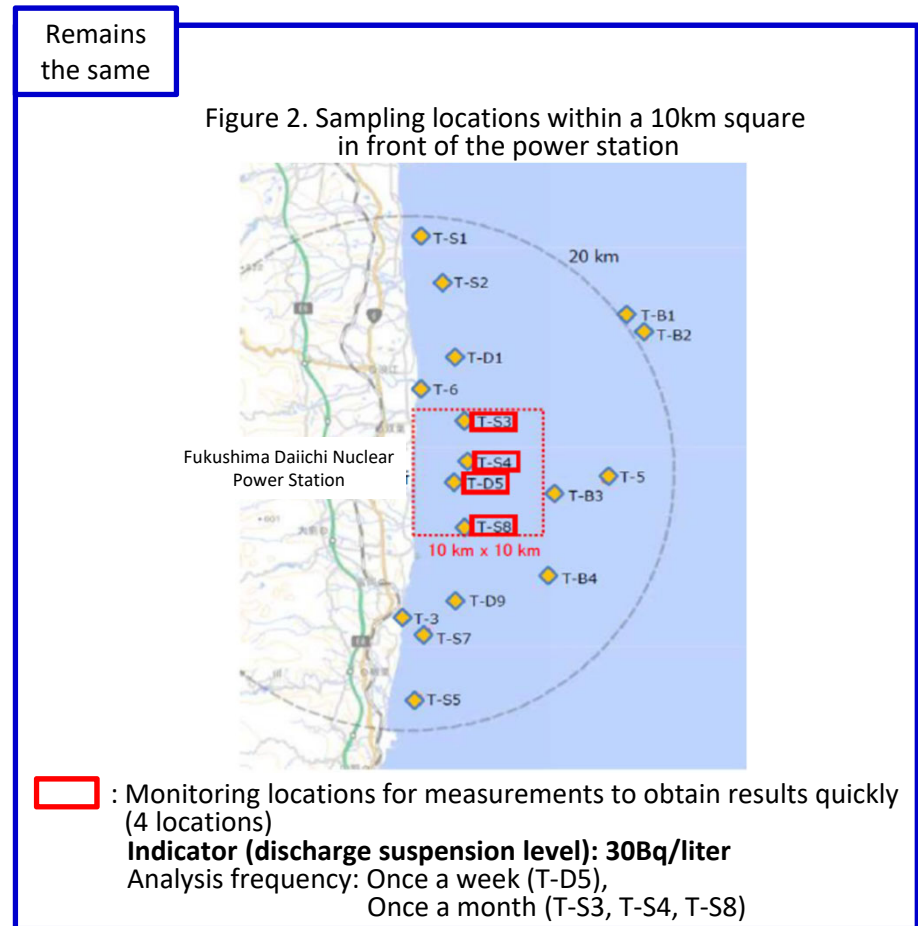 Remains
the same
Figure 2. Sampling locations within a 10km square
in front of the power station
T-S1
20 km
T-S2
T-B1
T-B2
T-D1
T-6
T-S3
Fukushima Daiichi Nuclear
Power Station
T-S4
T-5
T-D5
T-B3
T-S8
10 km x 10 km
T-B4
T-D9
T-3
T-S7
T-S5
: Monitoring locations for measurements to obtain results quickly
(4 locations)
Indicator (discharge suspension level): 30Bq/liter
Analysis frequency: Once a week (T-D5),
Once a month (T-S3, T-S4, T-S8)